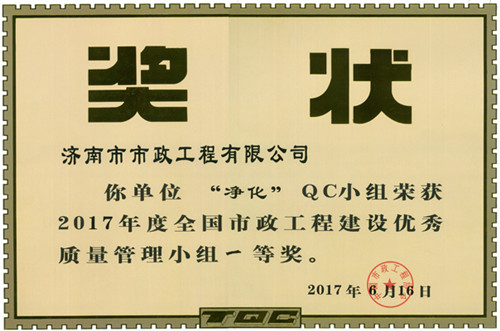 奖状
济南市市政工程有限公司
你单位“净化”QC小组荣获
2017年度全国市政工程建设优秀
质量管理小组一等奖。
2017年6月16日
TQC